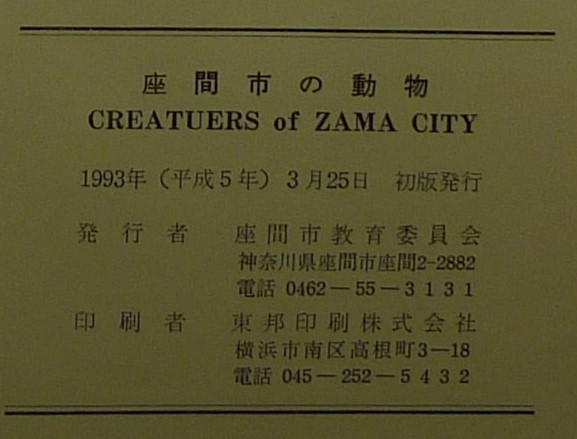 座間市の動物
CREATUERS of ZAMA CITY
1993年（平成5年）3月25日 初版発行
発行者 座間市教育委員会
神奈川県座間市座間2-2882
電話 0462―55―3131
印刷者 東邦印刷株式会社
横浜市南区高根町3―18
電話 045―252―5432